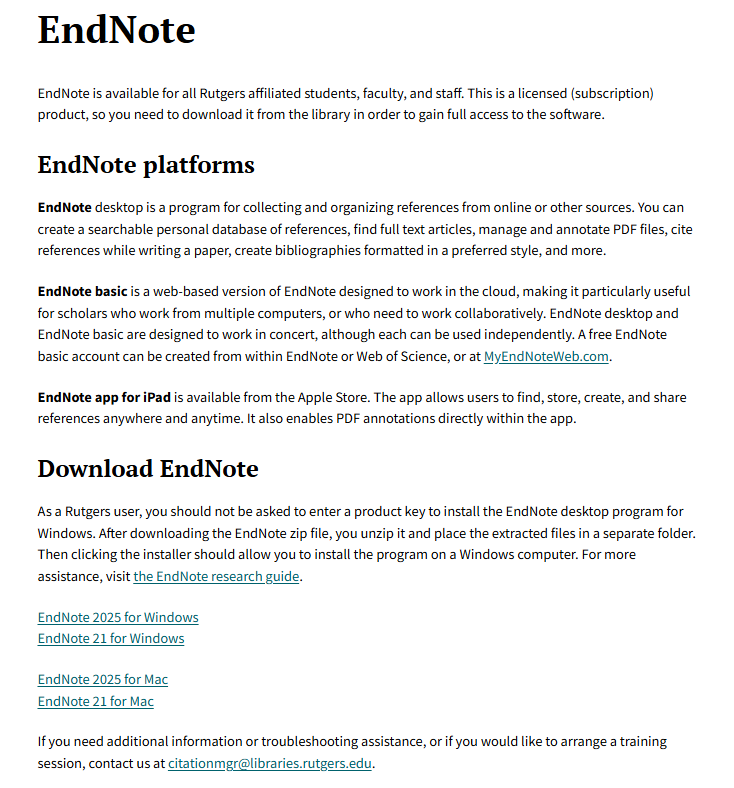 EndNote
EndNote is available for all Rutgers affiliated students, faculty, and staff. This is a licensed (subscription)
product, so you need to download it from the library in order to gain full access to the software.
EndNote platforms
EndNote desktop is a program for collecting and organizing references from online or other sources. You can
create a searchable personal database of references, find full text articles, manage and annotate PDF files, cite
references while writing a paper, create bibliographies formatted in a preferred style, and more.
EndNote basic is a web-based version of EndNote designed to work in the cloud, making it particularly useful
for scholars who work from multiple computers, or who need to work collaboratively. EndNote desktop and
EndNote basic are designed to work in concert, although each can be used independently. A free EndNote
basic account can be created from within EndNote or Web of Science, or at MyEndNoteWeb.com.
EndNote app for iPad is available from the Apple Store. The app allows users to find, store, create, and share
references anywhere and anytime. It also enables PDF annotations directly within the app.
Download EndNote
As a Rutgers user, you should not be asked to enter a product key to install the EndNote desktop program for
Windows. After downloading the EndNote zip file, you unzip it and place the extracted files in a separate folder.
Then clicking the installer should allow you to install the program on a Windows computer. For more
assistance, visit the EndNote research guide.
EndNote 2025 for Windows
EndNote 21 for Windows
EndNote 2025 for Mac
EndNote 21 for Mac
If you need additional information or troubleshooting assistance, or if you would like to arrange a training
session, contact us at citationmgr@libraries.rutgers.edu.